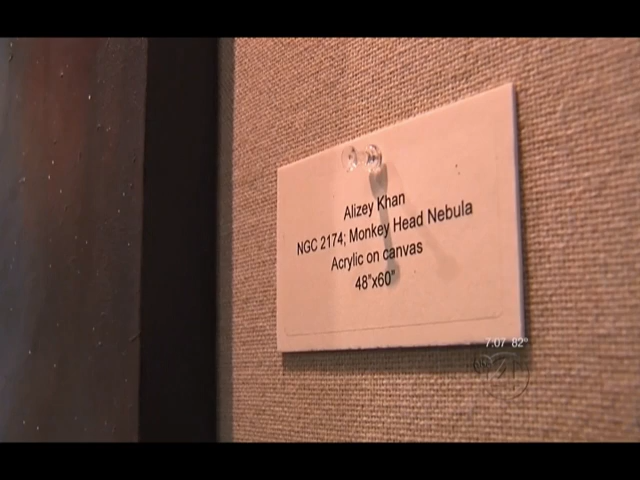 Alizey Khan
NGC 2174; Monkey Head Nebula
Acrylic on canvas
48"x60"
7:07 82°